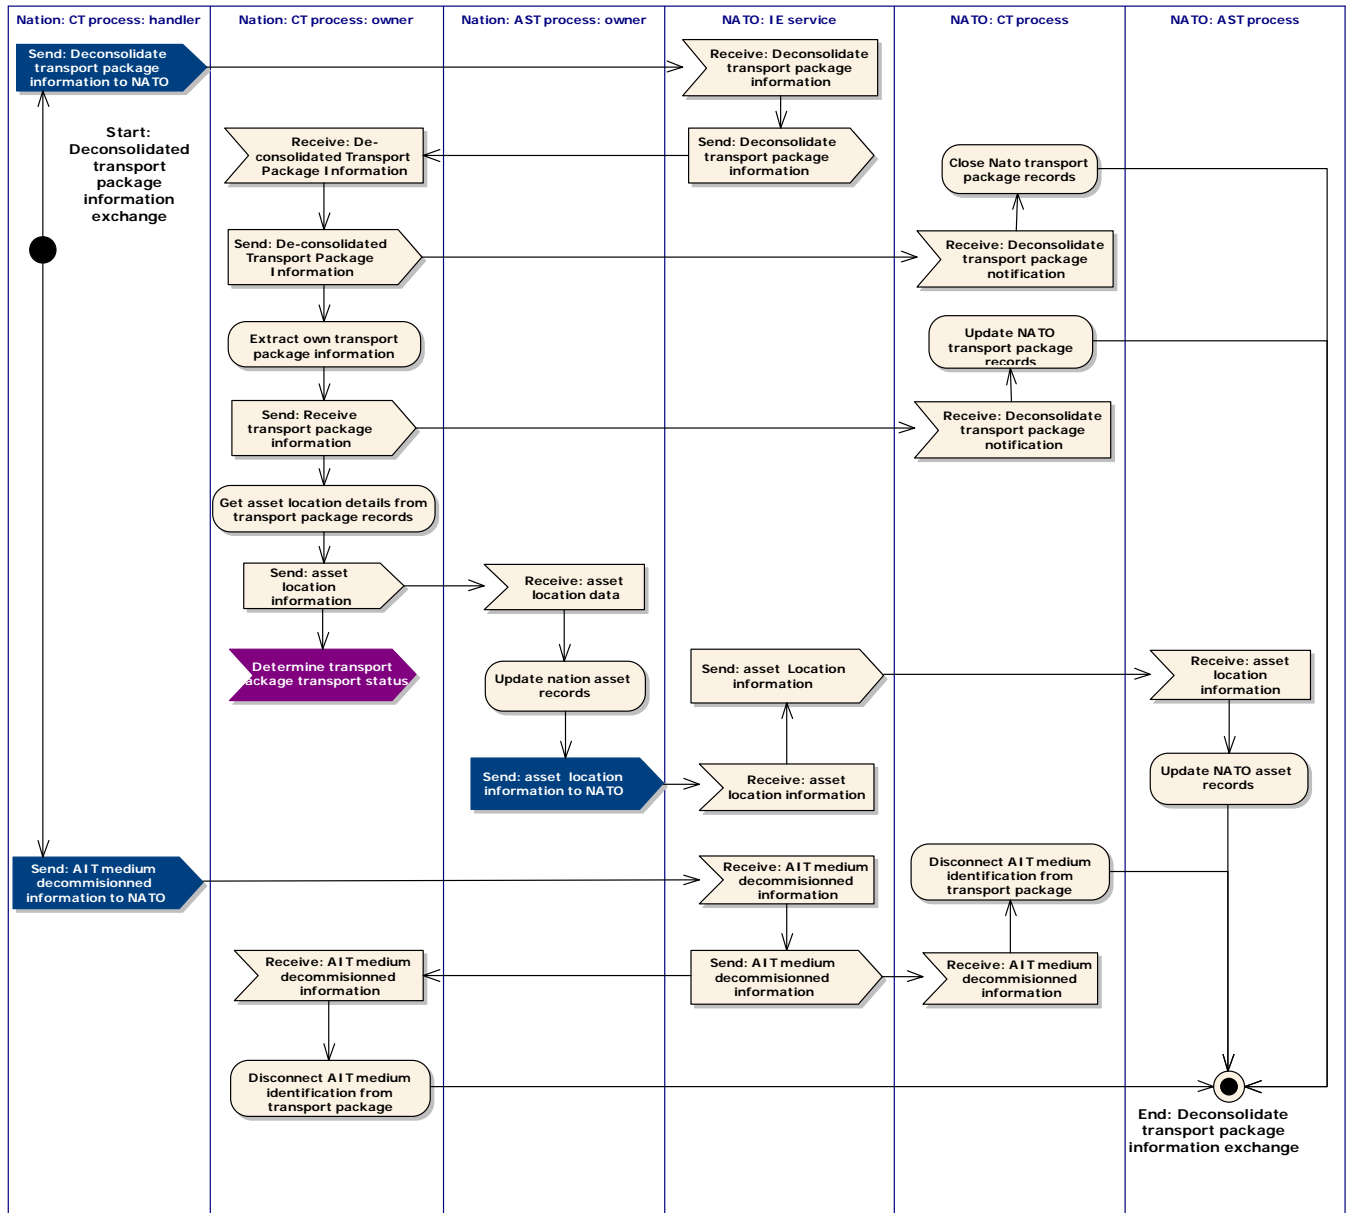 Nation: CT process: handler
Nation: CT process: owner
Nation: AST process: owner
NATO: IE service
NATO: CT process
NATO: AST process
Send: Deconsolidate
transport package
information to NATO
Receive: Deconsolidate
transport package
information
Start:
Deconsolidated
transport
package
information
exchange
Receive: De-
consolidated Transport
Package Information
Send: Deconsolidate
transport package
information
Close Nato transport
package records
Send: De-consolidated
Transport Package
Information
Receive: Deconsolidate
transport package
notification
Extract own transport
package information
Update NATO
transport package
records
Send: Receive
transport package
information
Receive: Deconsolidate
transport package
notification
Get asset location details from
transport package records
Send: asset
location
information
Receive: asset
location data
Determine transport
ackage transport status
Update nation asset
records
Send: asset Location
information
Receive: asset
location
information
Send: asset location
information to NATO
Receive: asset
location information
Update NATO asset
records
Send: AIT medium
decommisionned
information to NATO
Receive: AIT medium
decommisionned
information
Disconnect AIT medium
identification from
transport package
Receive: AIT medium
decommisionned
information
Send: AIT medium
decommisionned
information
Receive: AIT medium
decommisionned
information
Disconnect AIT medium
identification from
transport package
End: Deconsolidate
transport package
information exchange